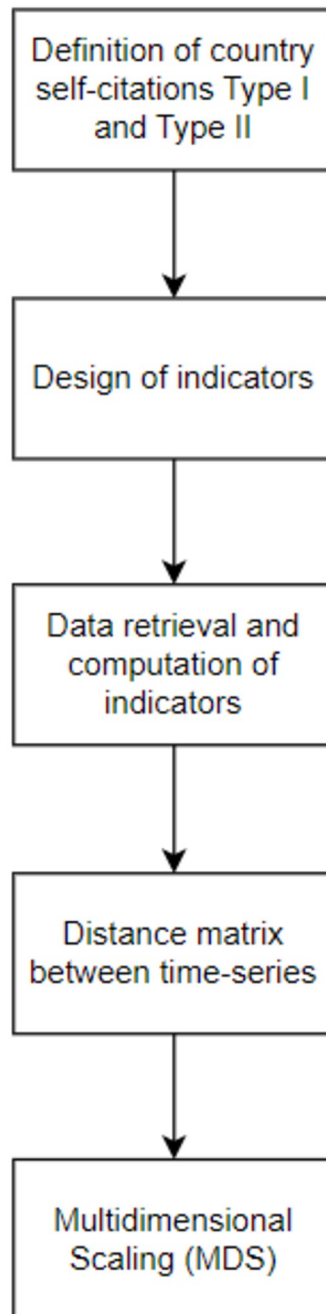 Definition of country
self-citations Type I
and Type II
Design of indicators
Data retrieval and
computation of
indicators
Distance matrix
between time-series
Multidimensional
Scaling (MDS)